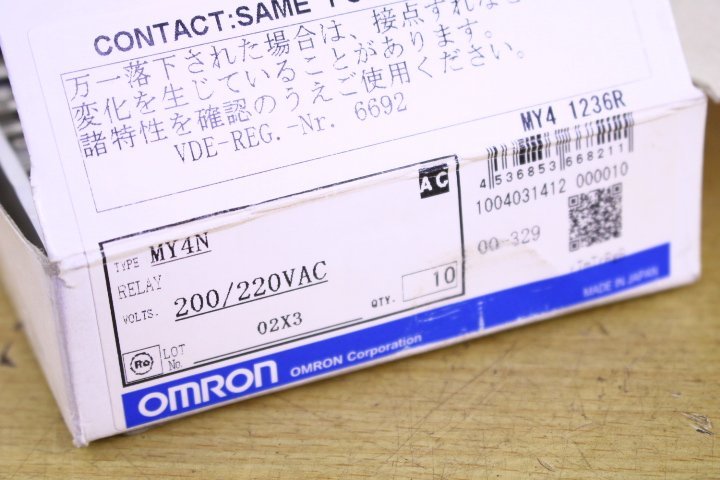 CONTACT:SAME
万一落下された場合は、接点ずれなど
変化を生じていることがあります。
諸特性を確認のうえご使用ください。
VDE-REG.-Nr. 6692
MY4 1236R
4 536853 668211
1004031412 000010
00-329
AC
TYPE MY4N
RELAY
VOLTS. 200/220VAC
QTY. 10
LOT No. 02X3
OMRON OMRON Corporation
MADE IN JAPAN